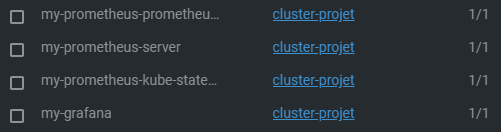 my-prometheus-prometheu… cluster-projet 1/1
my-prometheus-server cluster-projet 1/1
my-prometheus-kube-state… cluster-projet 1/1
my-grafana cluster-projet 1/1